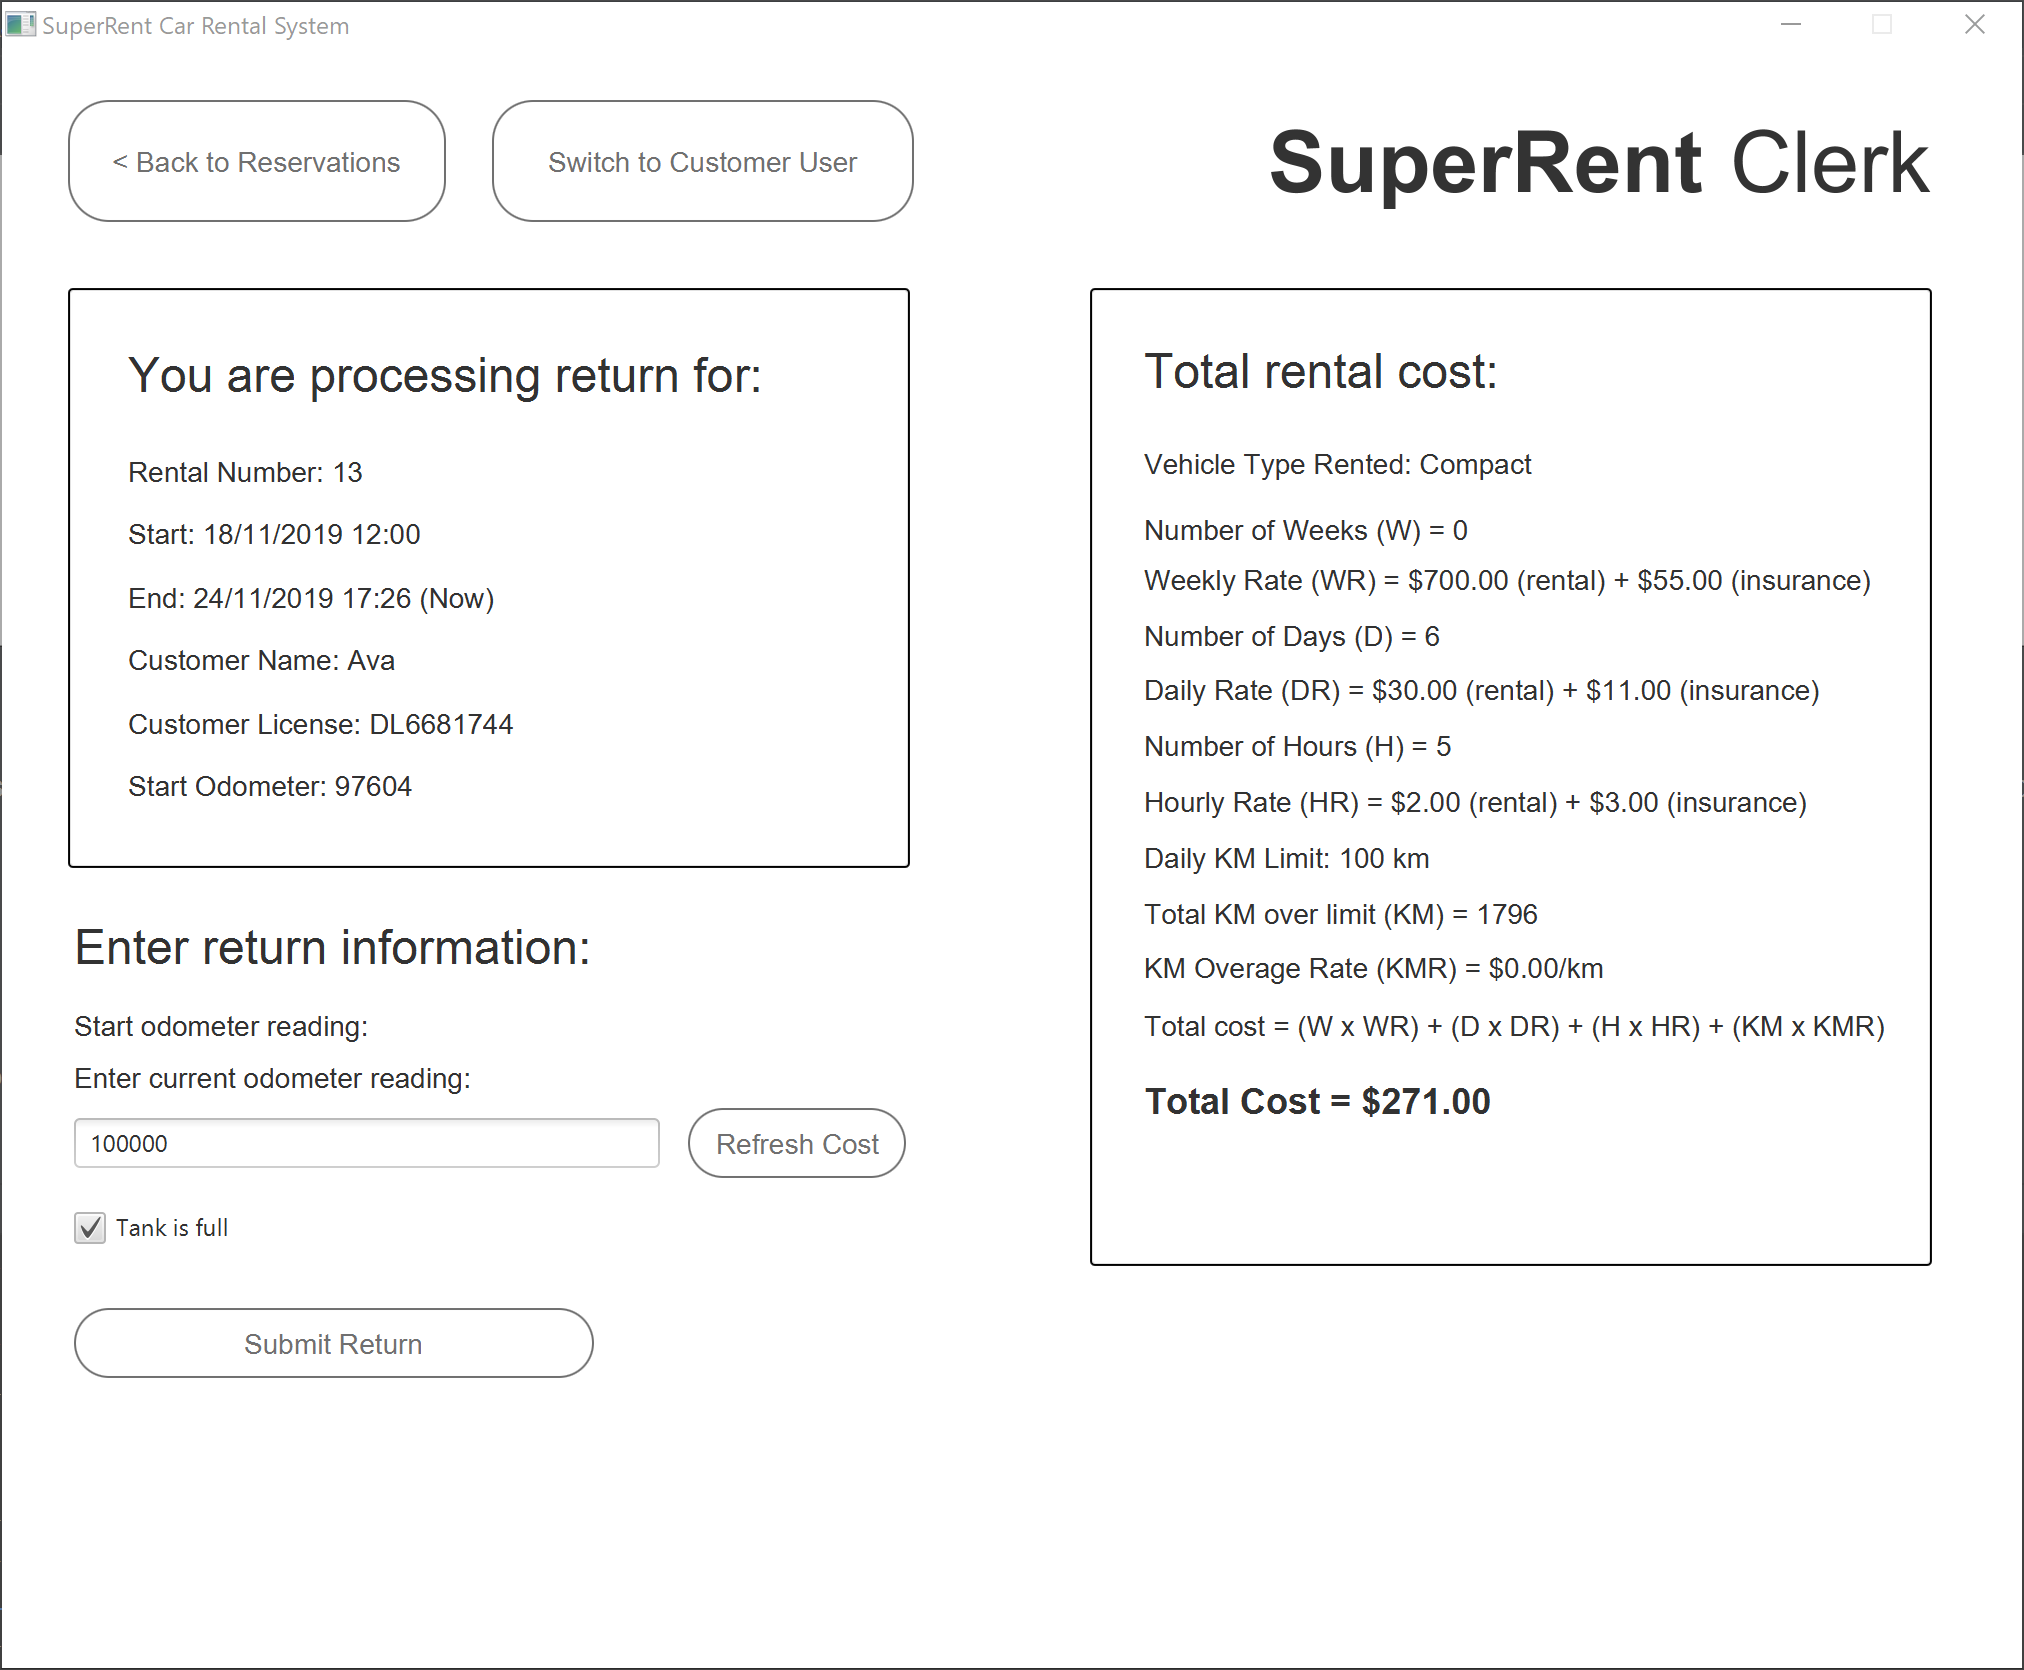 SuperRent Car Rental System
< Back to Reservations
Switch to Customer User
SuperRent Clerk
You are processing return for:
Rental Number: 13
Start: 18/11/2019 12:00
End: 24/11/2019 17:26 (Now)
Customer Name: Ava
Customer License: DL6681744
Start Odometer: 97604
Enter return information:
Start odometer reading:
Enter current odometer reading:
100000
Refresh Cost
Tank is full
Submit Return
Total rental cost:
Vehicle Type Rented: Compact
Number of Weeks (W) = 0
Weekly Rate (WR) = $700.00 (rental) + $55.00 (insurance)
Number of Days (D) = 6
Daily Rate (DR) = $30.00 (rental) + $11.00 (insurance)
Number of Hours (H) = 5
Hourly Rate (HR) = $2.00 (rental) + $3.00 (insurance)
Daily KM Limit: 100 km
Total KM over limit (KM) = 1796
KM Overage Rate (KMR) = $0.00/km
Total cost = (W x WR) + (D x DR) + (H x HR) + (KM x KMR)
Total Cost = $271.00